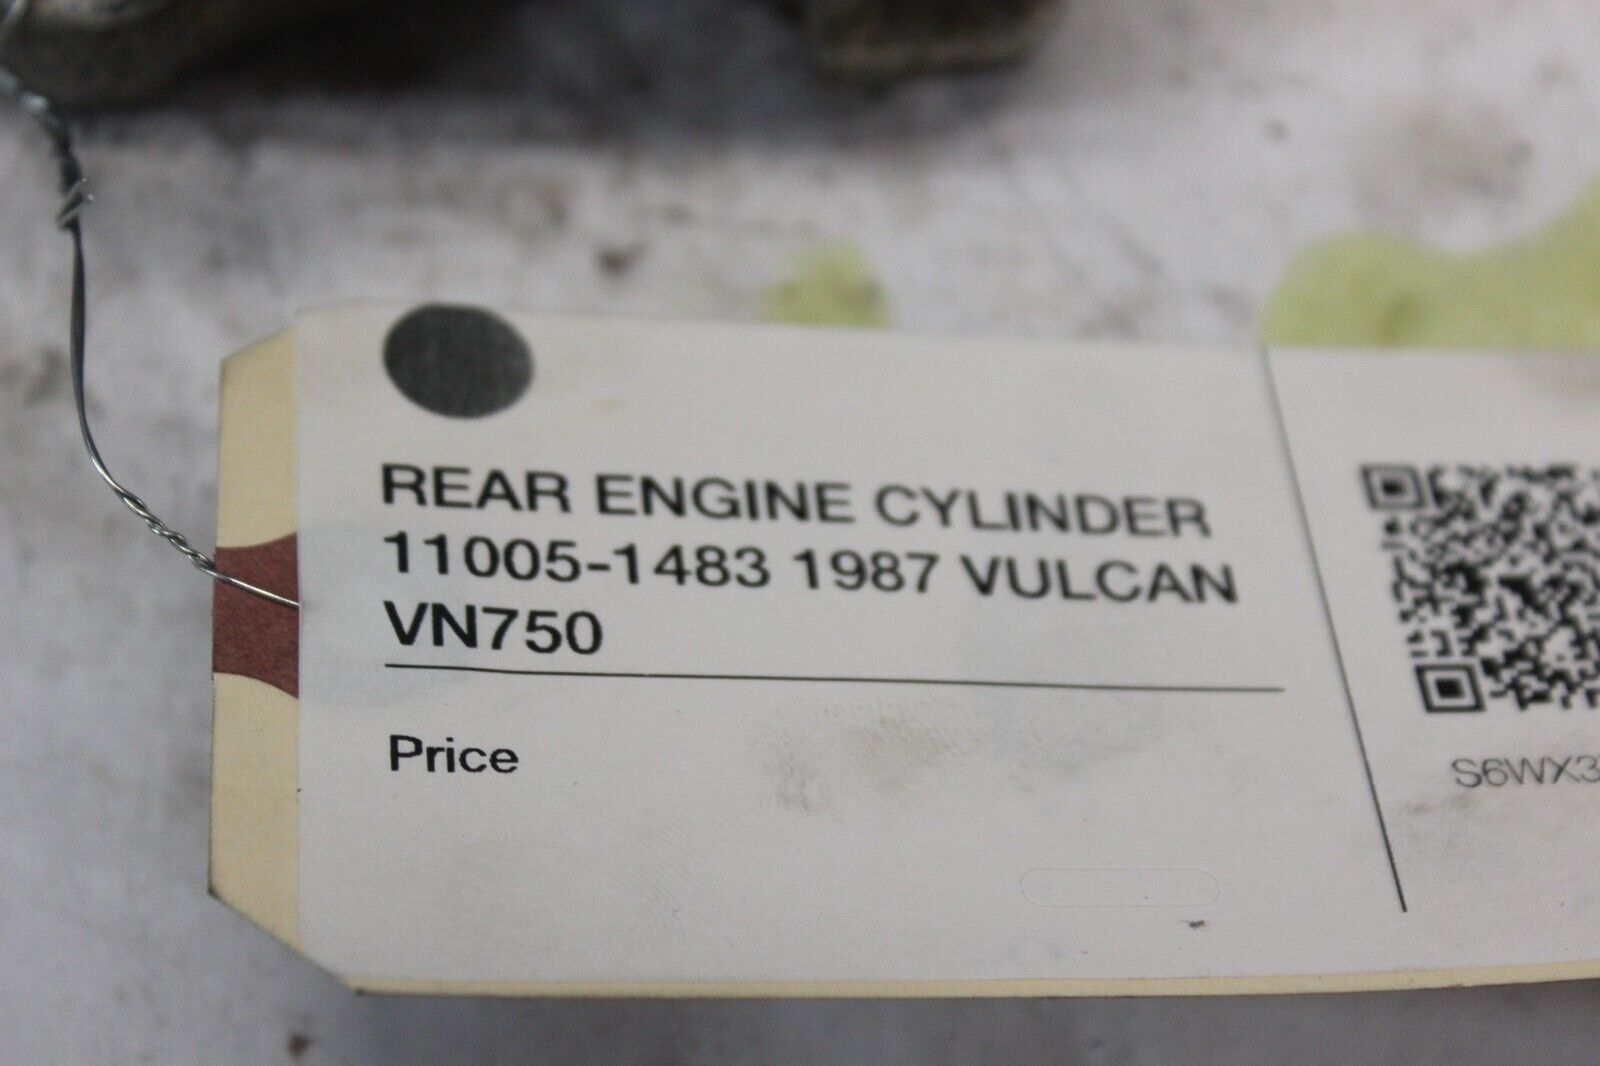 REAR ENGINE CYLINDER
11005-1483 1987 VULCAN
VN750
Price